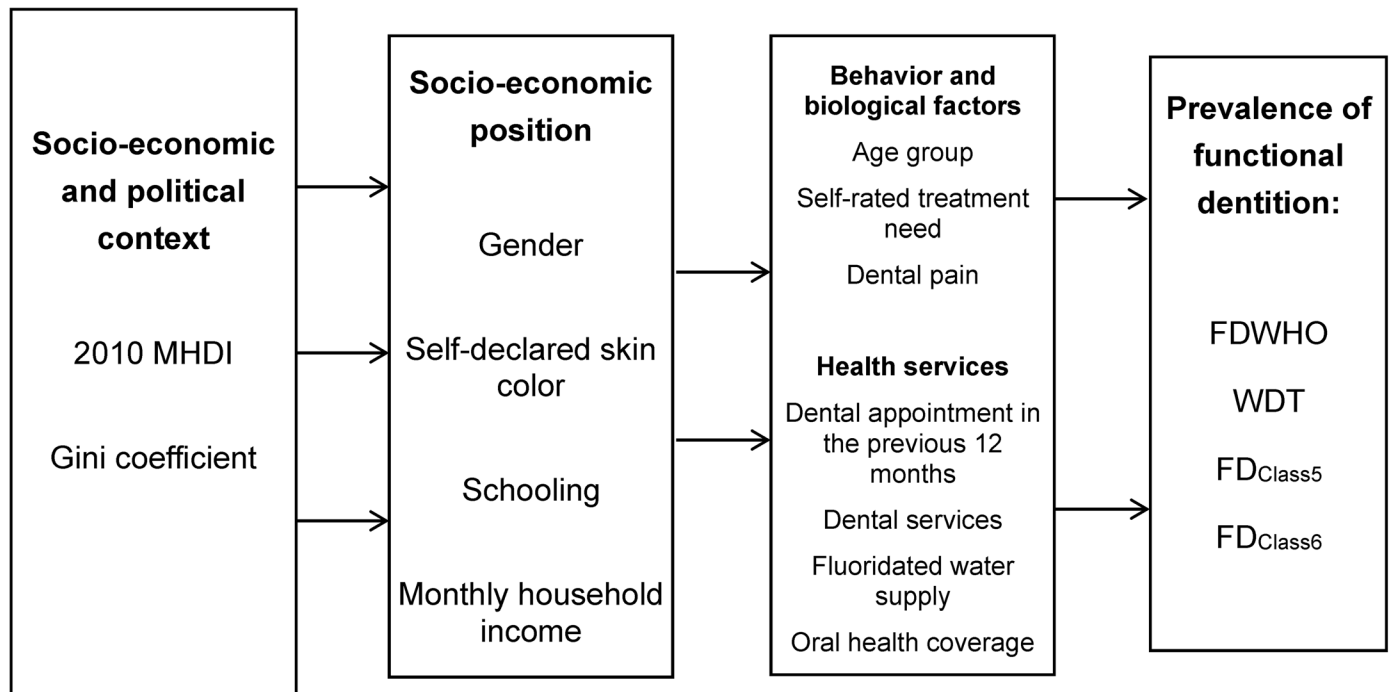 Socio-economic
and political
context
2010 MHDI
Gini coefficient
Socio-economic
position
Gender
Self-declared skin
color
Schooling
Monthly household
income
Behavior and
biological factors
Age group
Self-rated treatment
need
Dental pain
Health services
Dental appointment in
the previous 12
months
Dental services
Fluoridated water
supply
Oral health coverage
Prevalence of
functional
dentition:
FDWHO
WDT
FDClass5
FDClass6